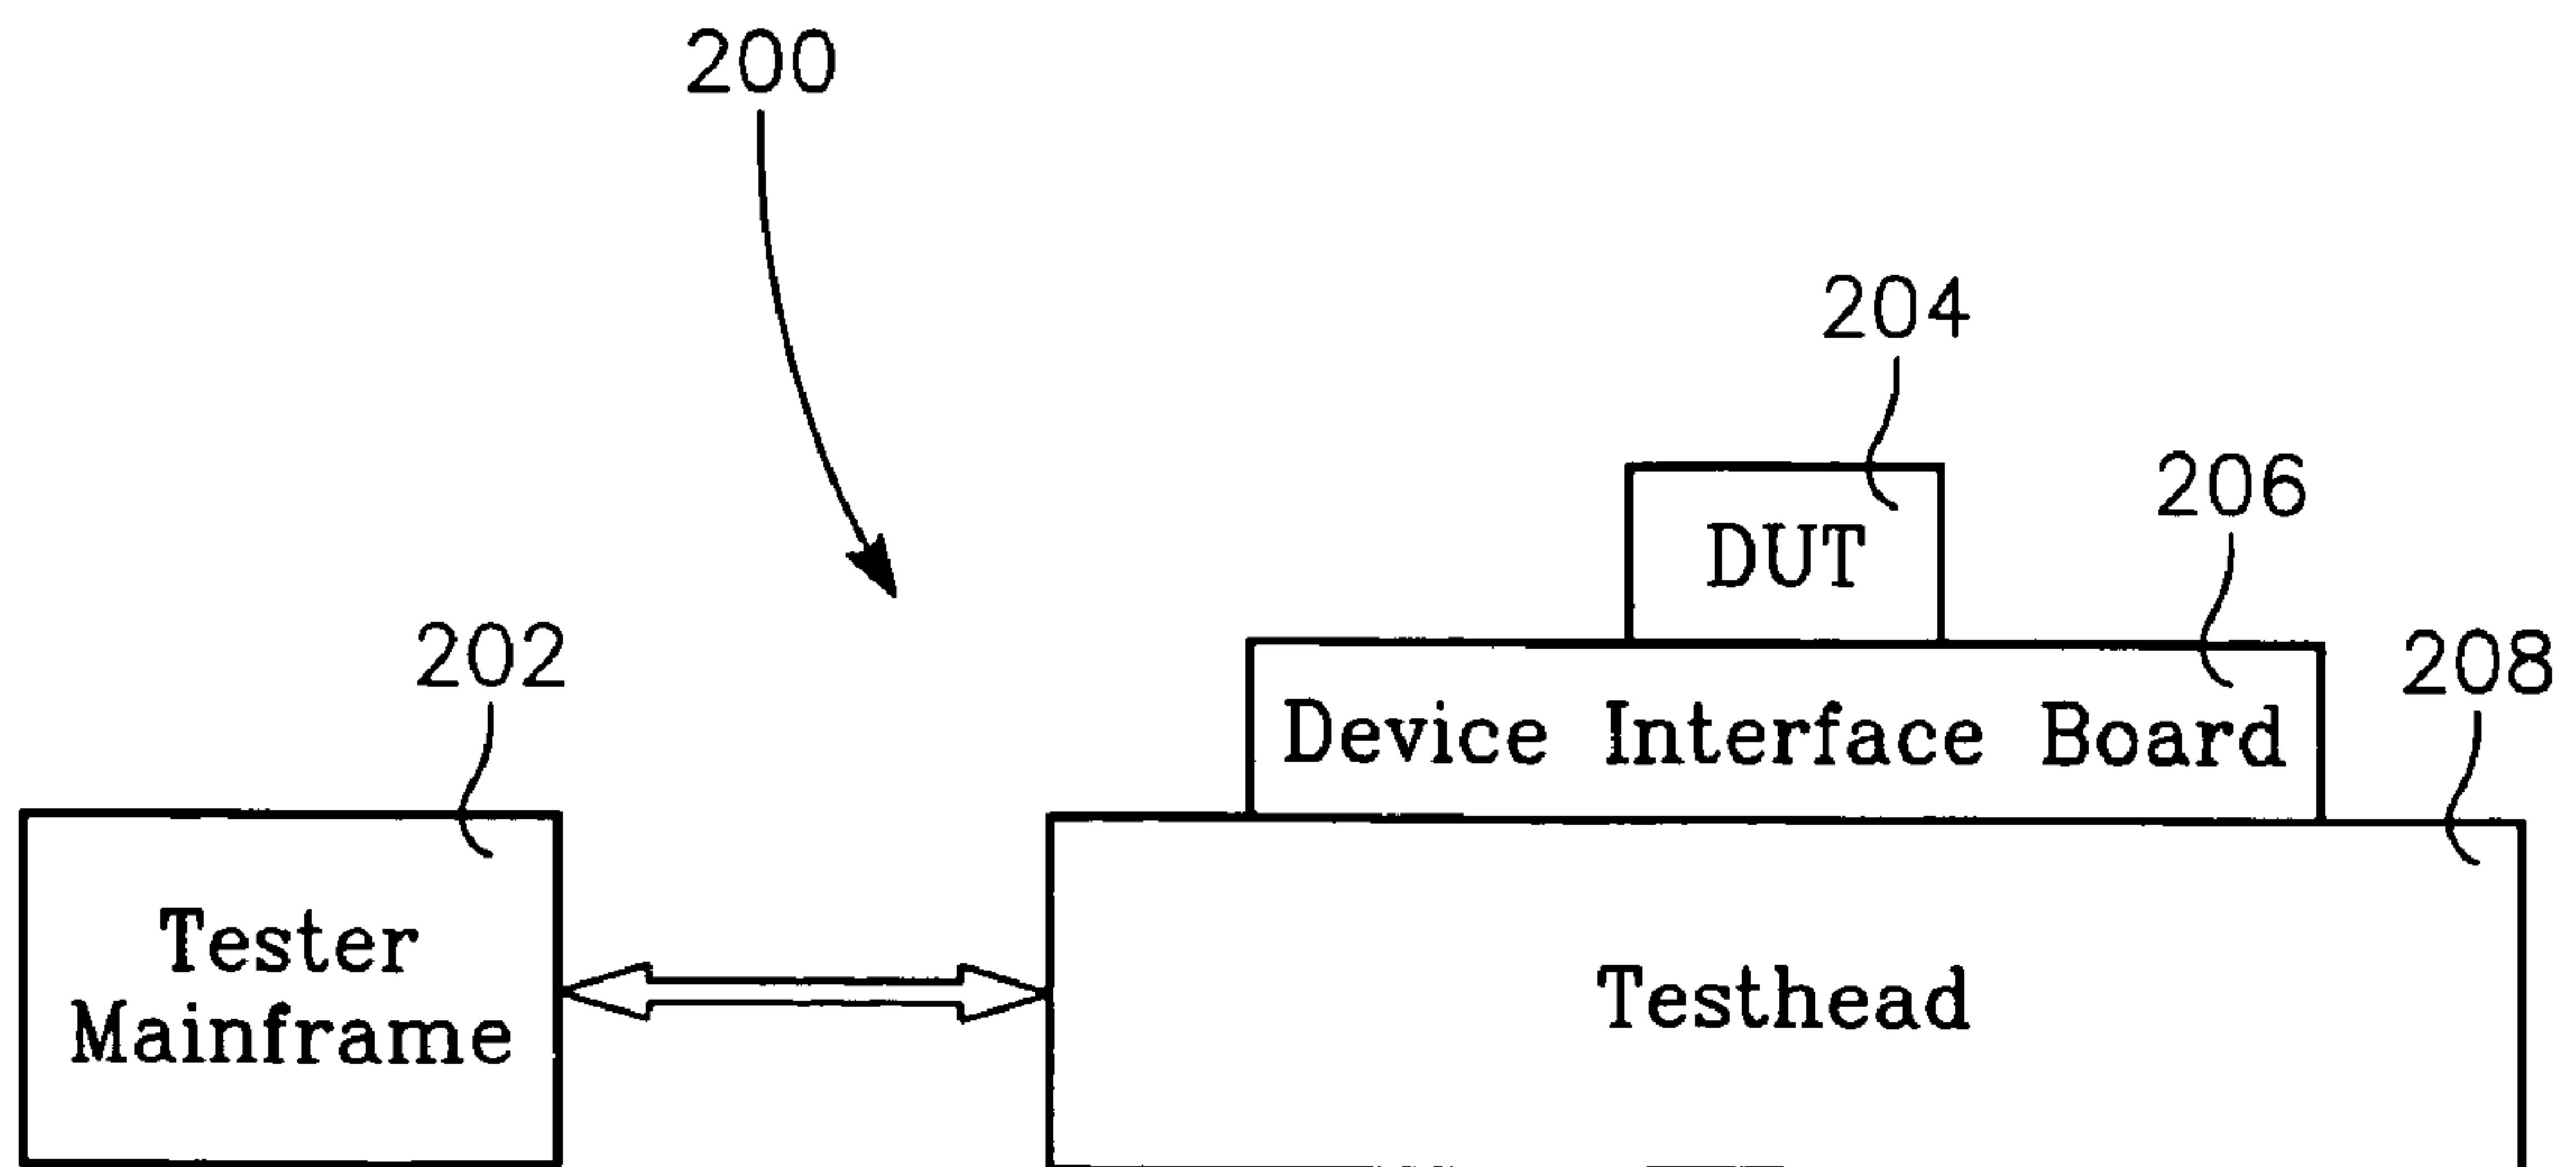 200
204
DUT
206
202
208
Device Interface Board
Tester
Mainframe
Testhead